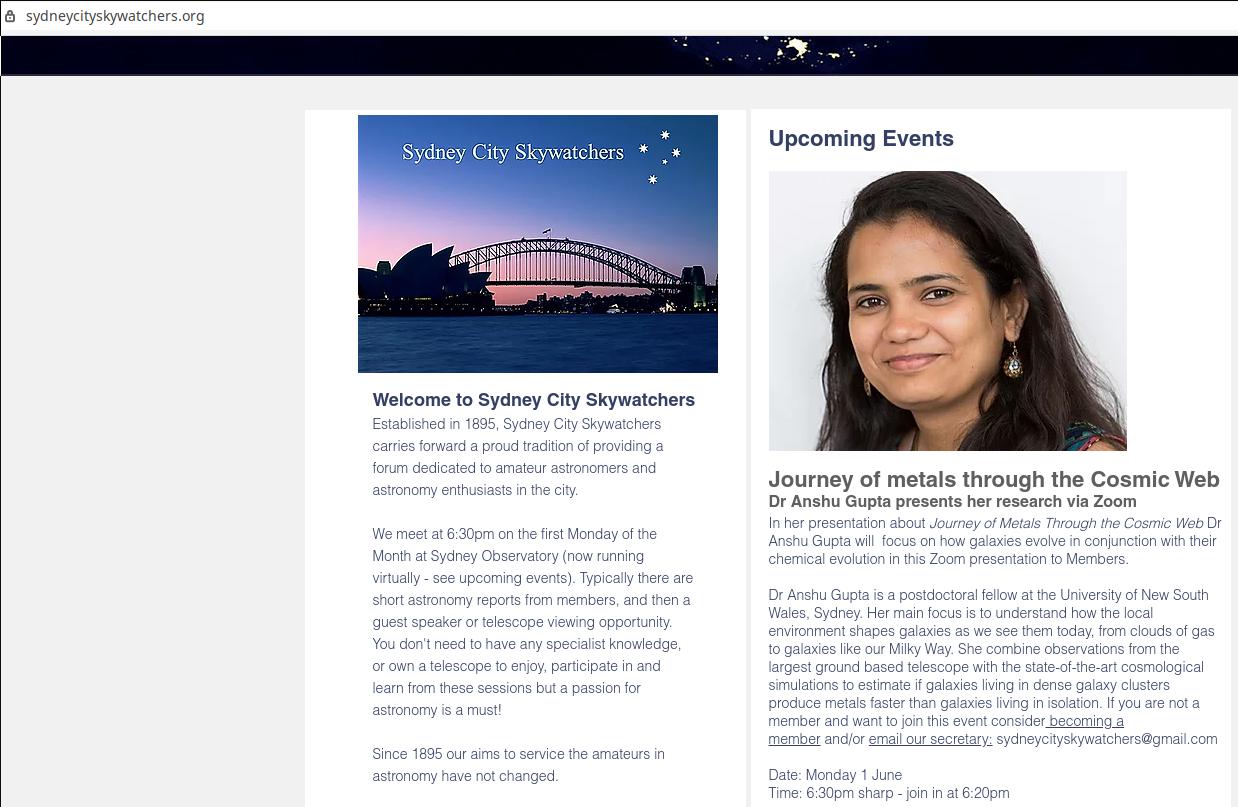 sydneycityskywatchers.org
Sydney City Skywatchers
Welcome to Sydney City Skywatchers
Established in 1895, Sydney City Skywatchers
carries forward a proud tradition of providing a
forum dedicated to amateur astronomers and
astronomy enthusiasts in the city.
We meet at 6:30pm on the first Monday of the
Month at Sydney Observatory (now running
virtually - see upcoming events). Typically there are
short astronomy reports from members, and then a
guest speaker or telescope viewing opportunity.
You don't need to have any specialist knowledge,
or own a telescope to enjoy, participate in and
learn from these sessions but a passion for
astronomy is a must!
Since 1895 our aims to service the amateurs in
astronomy have not changed.
Upcoming Events
Journey of metals through the Cosmic Web
Dr Anshu Gupta presents her research via Zoom
In her presentation about Journey of Metals Through the Cosmic Web Dr
Anshu Gupta will  focus on how galaxies evolve in conjunction with their
chemical evolution in this Zoom presentation to Members.
Dr Anshu Gupta is a postdoctoral fellow at the University of New South
Wales, Sydney. Her main focus is to understand how the local
environment shapes galaxies as we see them today, from clouds of gas
to galaxies like our Milky Way. She combine observations from the
largest ground based telescope with the state-of-the-art cosmological
simulations to estimate if galaxies living in dense galaxy clusters
produce metals faster than galaxies living in isolation. If you are not a
member and want to join this event consider becoming a
member and/or email our secretary: sydneycityskywatchers@gmail.com
Date: Monday 1 June
Time: 6:30pm sharp - join in at 6:20pm